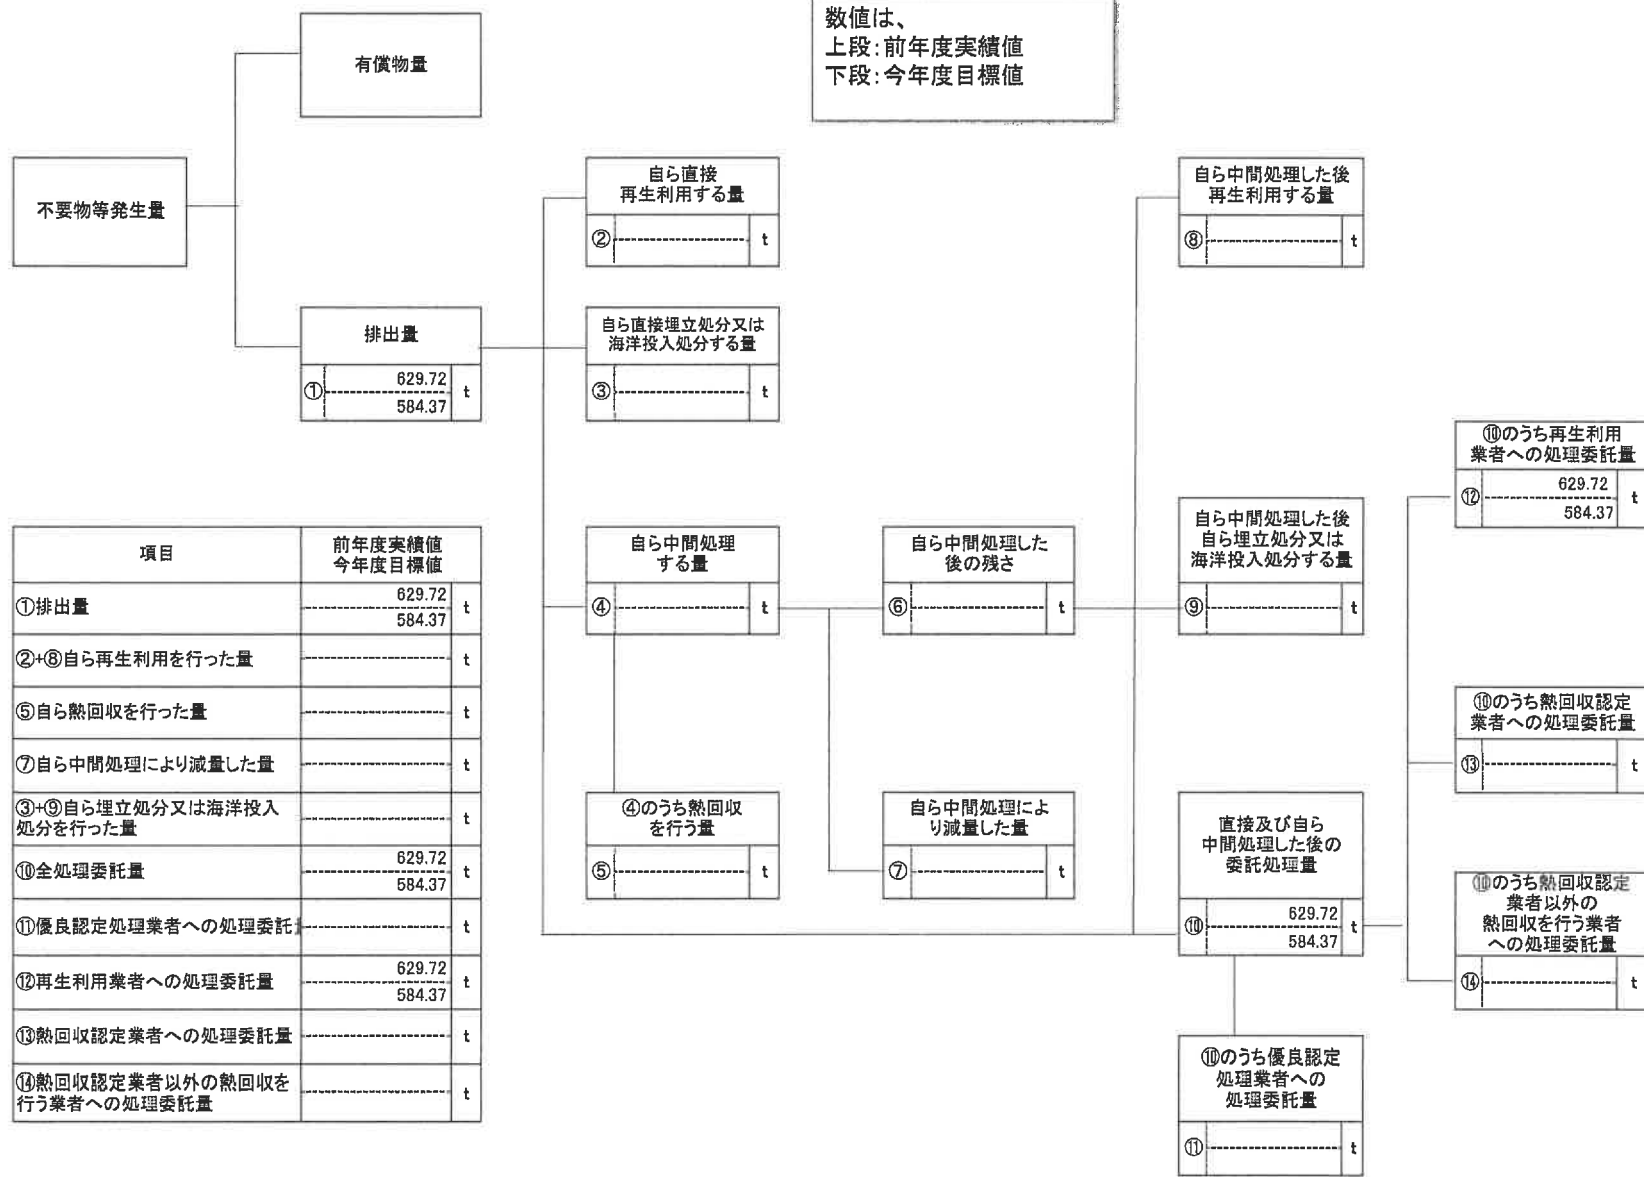 数値は、
上段:前年度実績値
下段:今年度目標値
有償物量
不要物等発生量
排出量
① 629.72 t
584.37
自ら直接
再生利用する量
② t
自ら直接埋立処分又は
海洋投入処分する量
③ t
自ら中間処理
する量
④ t
④のうち熱回収
を行う量
⑤ t
自ら中間処理した
後の残さ
⑥ t
自ら中間処理によ
り減量した量
⑦ t
自ら中間処理した後
再生利用する量
⑧ t
自ら中間処理した後
自ら埋立処分又は
海洋投入処分する量
⑨ t
直接及び自ら
中間処理した後の
委託処理量
⑩ 629.72 t
584.37
⑩のうち優良認定
処理業者への
処理委託量
⑪ t
⑩のうち再生利用
業者への処理委託量
⑫ 629.72 t
584.37
⑩のうち熱回収認定
業者への処理委託量
⑬ t
⑩のうち熱回収認定
業者以外の
熱回収を行う業者
への処理委託量
⑭ t
項目 前年度実績値
今年度目標値
①排出量 629.72 t
584.37
②+⑧自ら再生利用を行った量 t
⑤自ら熱回収を行った量 t
⑦自ら中間処理により減量した量 t
③+⑨自ら埋立処分又は海洋投入
処分を行った量 t
⑩全処理委託量 629.72 t
584.37
⑪優良認定処理業者への処理委託 t
⑫再生利用業者への処理委託量 629.72 t
584.37
⑬熱回収認定業者への処理委託量 t
⑭熱回収認定業者以外の熱回収を
行う業者への処理委託量 t